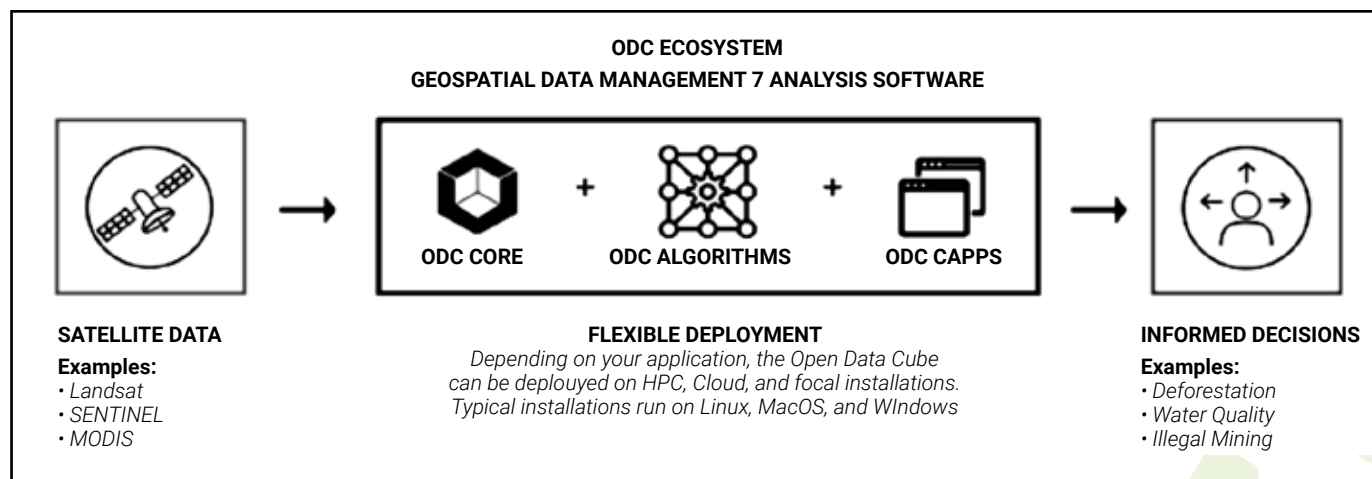 ODC ECOSYSTEM
GEOSPATIAL DATA MANAGEMENT 7 ANALYSIS SOFTWARE
ODC CORE
+
ODC ALGORITHMS
+
ODC CAPPS
SATELLITE DATA
Examples:
• Landsat
• SENTINEL
• MODIS
FLEXIBLE DEPLOYMENT
Depending on your application, the Open Data Cube
can be deplouyed on HPC, Cloud, and focal installations.
Typical installations run on Linux, MacOS, and WIndows
INFORMED DECISIONS
Examples:
• Deforestation
• Water Quality
• Illegal Mining